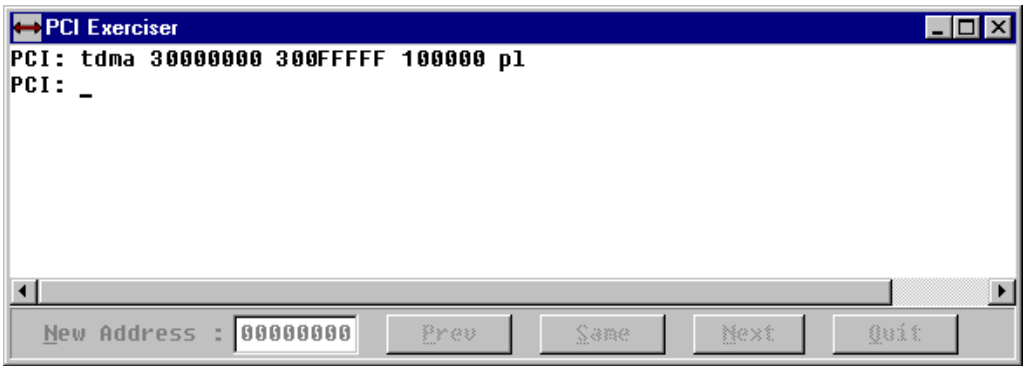 PCI Exerciser
PCI: tdma 30000000 300FFFFF 100000 pl
PCI: _
New Address : 00000000 Prev Same Next Quit